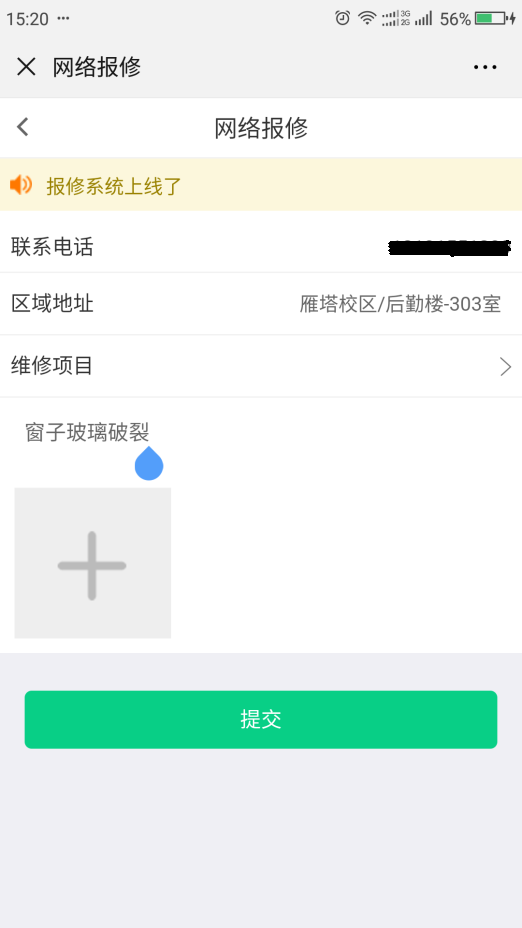 15:20 ··· 3G 2G 56%
网络报修 ···
网络报修
报修系统上线了
联系电话
区域地址 雁塔校区/后勤楼-303室
维修项目
窗子玻璃破裂
提交